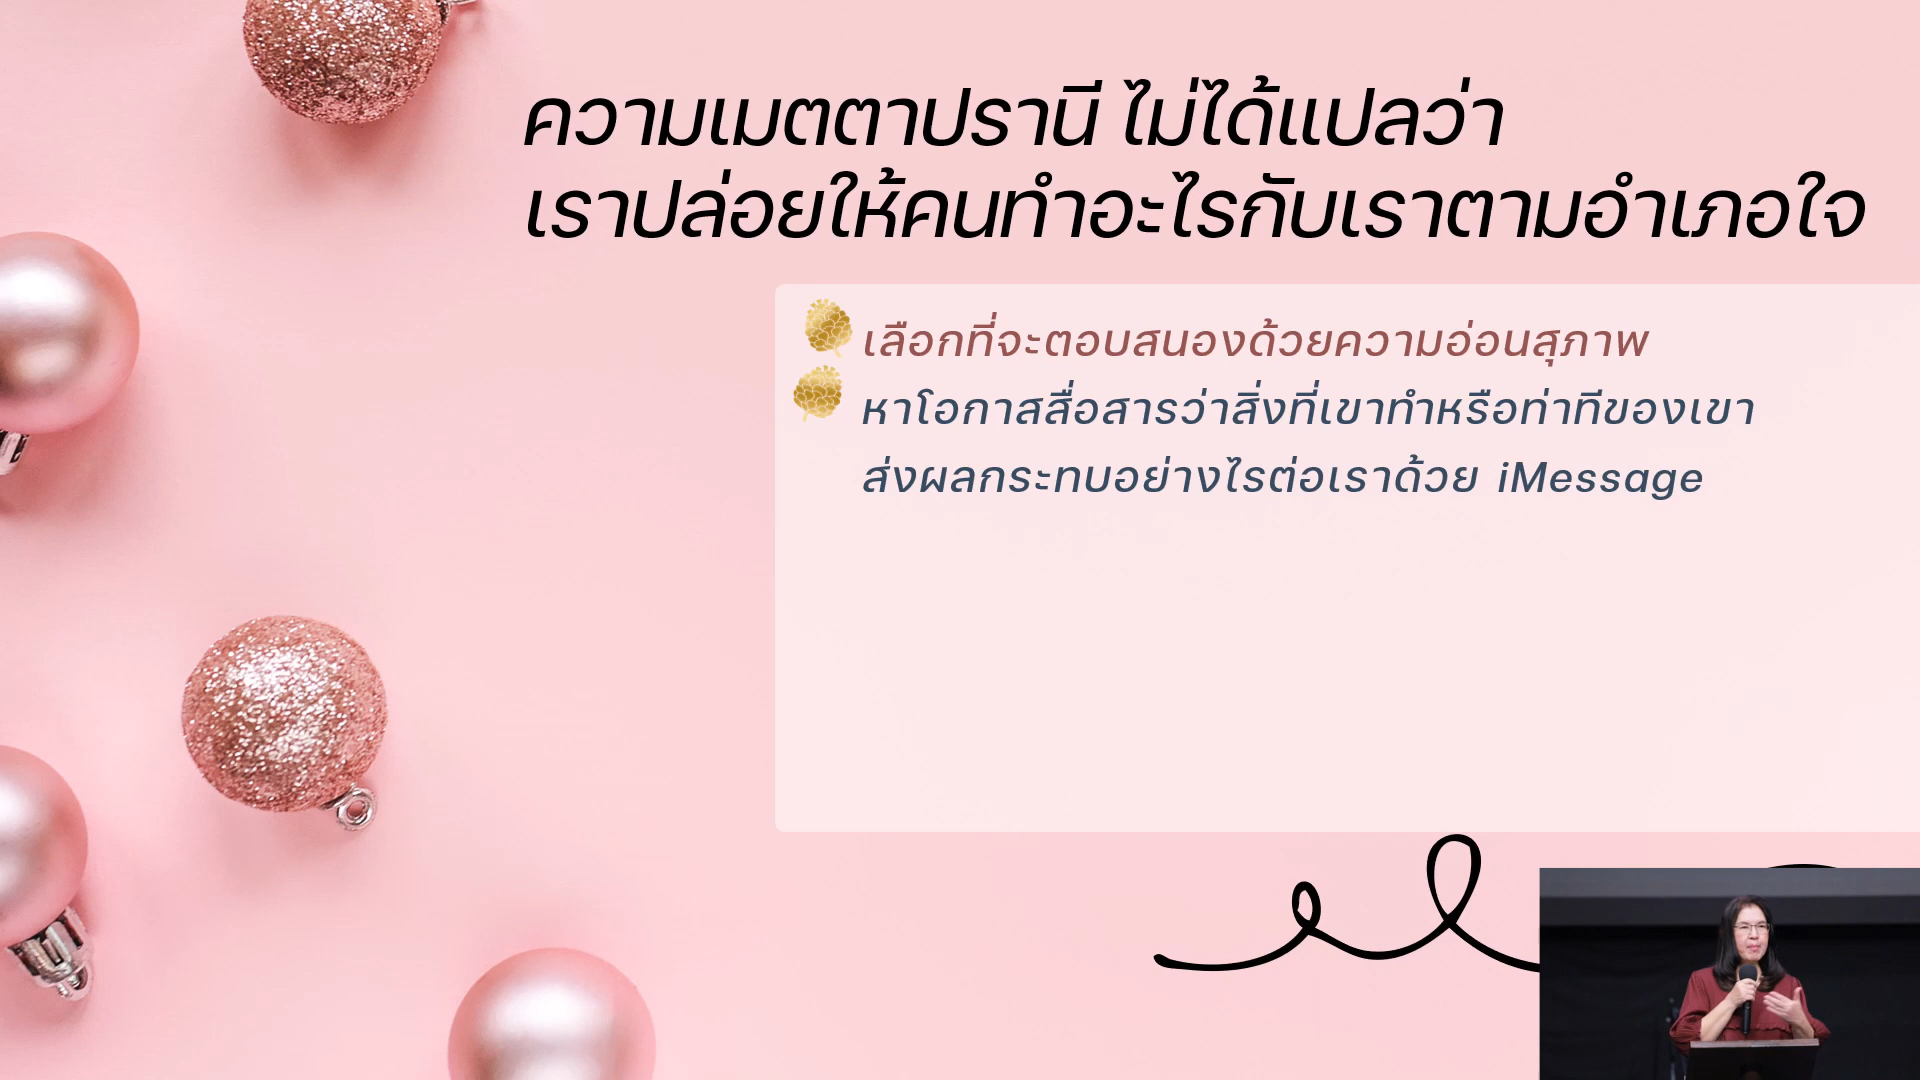 ความเมตตาปรานี ไม่ได้แปลว่า
เราปล่อยให้คนทำอะไรกับเราตามอำเภอใจ
เลือกที่จะตอบสนองด้วยความอ่อนสุภาพ
หาโอกาสสื่อสารว่าสิ่งที่เขาทำหรือท่าทีของเขา
ส่งผลกระทบอย่างไรต่อเราด้วย iMessage